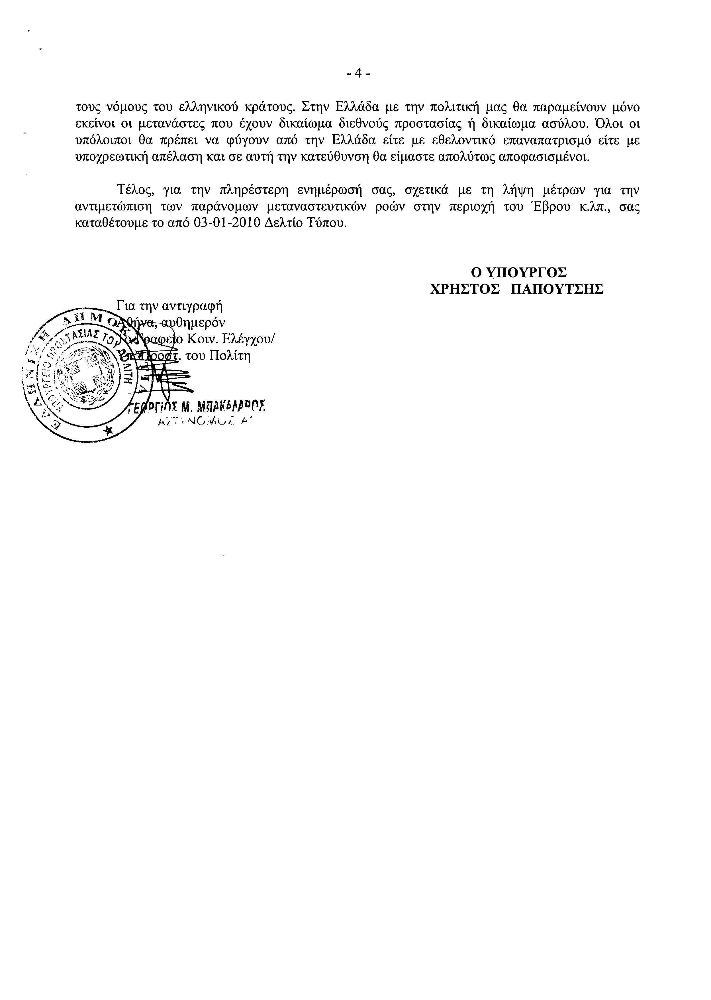 - 4 -
τους νόμους του ελληνικού κράτους. Στην Ελλάδα με την πολιτική μας θα παραμείνουν μόνο
εκείνοι οι μετανάστες που έχουν δικαίωμα διεθνούς προστασίας ή δικαίωμα ασύλου. Όλοι οι
υπόλοιποι θα πρέπει να φύγουν από την Ελλάδα είτε με εθελοντικό επαναπατρισμό είτε με
υποχρεωτική απέλαση και σε αυτή την κατεύθυνση θα είμαστε απολύτως αποφασισμένοι.
Τέλος, για την πληρέστερη ενημέρωσή σας, σχετικά με τη λήψη μέτρων για την
αντιμετώπιση των παράνομων μεταναστευτικών ροών στην περιοχή του Έβρου κ.λπ., σας
καταθέτουμε το από 03-01-2010 Δελτίο Τύπου.
Ο ΥΠΟΥΡΓΟΣ
ΧΡΗΣΤΟΣ ΠΑΠΟΥΤΣΗΣ
Για την αντιγραφή
Αθήνα, αυθημερόν
Το Γραφείο Κοιν. Ελέγχου/
Υπ. Προστ. του Πολίτη
ΕΛΛΗΝΙΚΗ ΔΗΜΟΚΡΑΤΙΑ
ΥΠΟΥΡΓΕΙΟ ΠΡΟΣΤΑΣΙΑΣ ΤΟΥ ΠΟΛΙΤΗ
ΓΕΩΡΓΙΟΣ Μ. ΜΠΑΚΑΛΑΡΟΣ
ΑΣΤΥΝΟΜΟΣ Α'